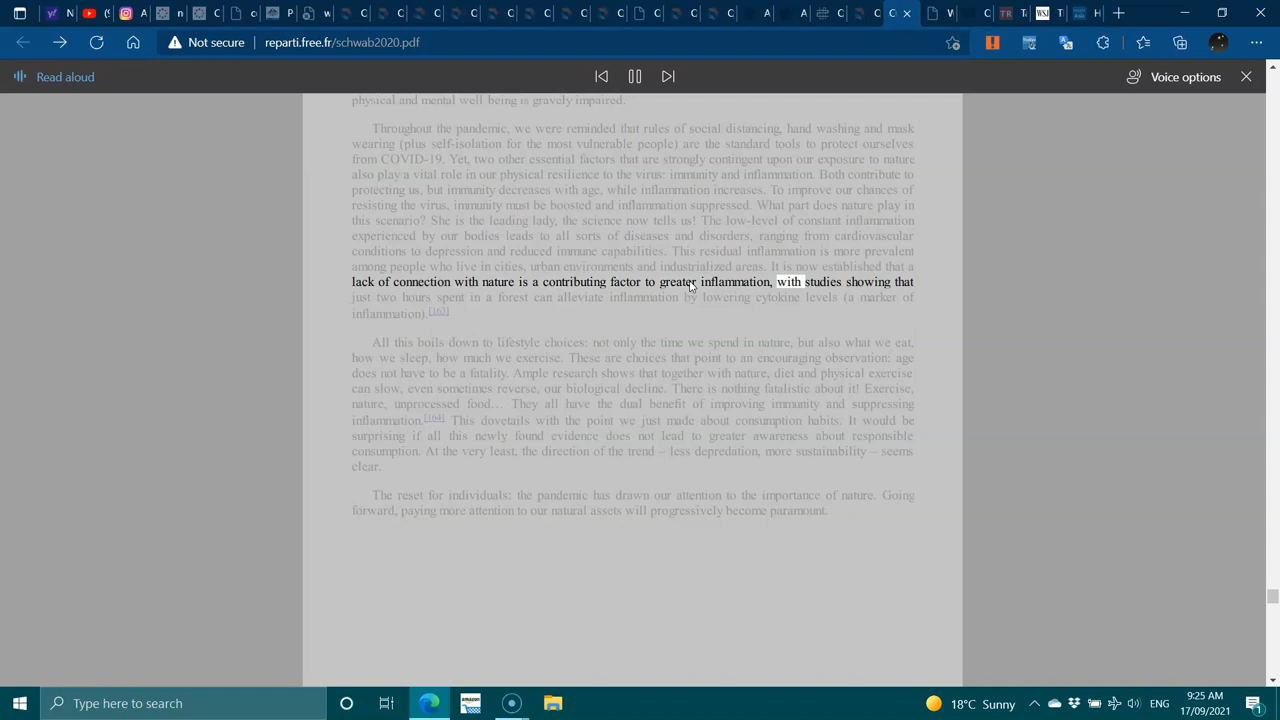 Not secure
reparti.free.fr/schwab2020.pdf
Read aloud
Voice options
physical and mental well-being is gravely impaired.
Throughout the pandemic, we were reminded that rules of social distancing, hand washing and mask
wearing (plus self-isolation for the most vulnerable people) are the standard tools to protect ourselves
from COVID-19. Yet, two other essential factors that are strongly contingent upon our exposure to nature
also play a vital role in our physical resilience to the virus: immunity and inflammation. Both contribute to
protecting us, but immunity decreases with age, while inflammation increases. To improve our chances of
resisting the virus, immunity must be boosted and inflammation suppressed. What part does nature play in
this scenario? She is the leading lady, the science now tells us! The low-level of constant inflammation
experienced by our bodies leads to all sorts of diseases and disorders, ranging from cardiovascular
conditions to depression and reduced immune capabilities. This residual inflammation is more prevalent
among people who live in cities, urban environments and industrialized areas. It is now established that a
lack of connection with nature is a contributing factor to greater inflammation, with studies showing that
just two hours spent in a forest can alleviate inflammation by lowering cytokine levels (a marker of
inflammation).[163]
All this boils down to lifestyle choices: not only the time we spend in nature, but also what we eat,
how we sleep, how much we exercise. These are choices that point to an encouraging observation: age
does not have to be a fatality. Ample research shows that together with nature, diet and physical exercise
can slow, even sometimes reverse, our biological decline. There is nothing fatalistic about it! Exercise,
nature, unprocessed food… They all have the dual benefit of improving immunity and suppressing
inflammation.[164] This dovetails with the point we just made about consumption habits. It would be
surprising if all this newly found evidence does not lead to greater awareness about responsible
consumption. At the very least, the direction of the trend – less depredation, more sustainability – seems
clear.
The reset for individuals: the pandemic has drawn our attention to the importance of nature. Going
forward, paying more attention to our natural assets will progressively become paramount.
Type here to search
amazon
18°C Sunny
ENG
9:25 AM
17/09/2021